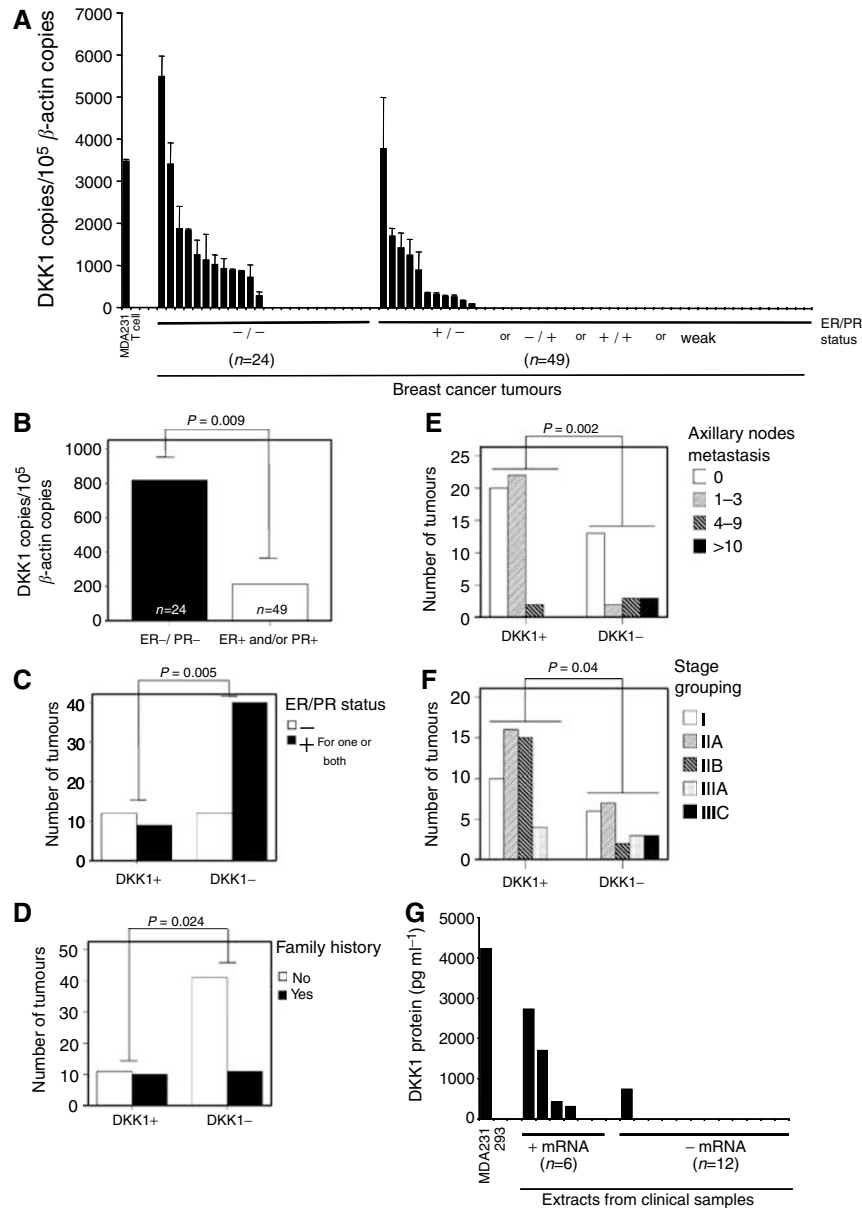 A
7000
6000
5000
4000
3000
2000
1000
0
DKK1 copies/10⁵ β-actin copies
MDA231
T cell
−/−
+/− or −/+ or +/+ or weak
ER/PR status
(n=24)
(n=49)
Breast cancer tumours
B
P = 0.009
1000
800
600
400
200
0
DKK1 copies/10⁵
β-actin copies
n=24
n=49
ER−/ PR−
ER+ and/or PR+
C
P = 0.005
40
30
20
10
0
Number of tumours
DKK1+
DKK1−
ER/PR status
−
+ For one or
both
D
P = 0.024
50
40
30
20
10
0
Number of tumours
DKK1+
DKK1−
Family history
No
Yes
E
P = 0.002
25
20
15
10
5
0
Number of tumours
DKK1+
DKK1−
Axillary nodes
metastasis
0
1–3
4–9
>10
F
P = 0.04
20
15
10
5
0
Number of tumours
DKK1+
DKK1−
Stage
grouping
I
IIA
IIB
IIIA
IIIC
G
5000
4000
3000
2000
1000
0
DKK1 protein (pg ml⁻¹)
MDA231
293
+ mRNA
(n=6)
− mRNA
(n=12)
Extracts from clinical samples